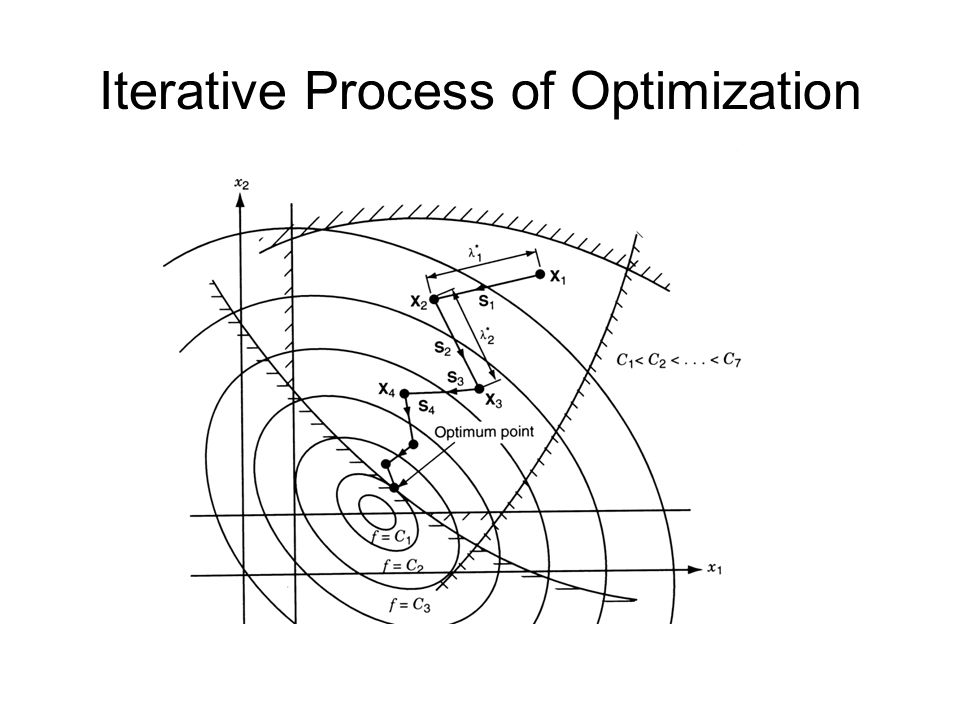 Iterative Process of Optimization
x₂
λ₁*
X₁
X₂
S₁
λ₂*
S₂
C₁< C₂ < . . . < C₇
S₃
X₄
X₃
S₄
Optimum point
f = C₁
f = C₂
x₁
f = C₃